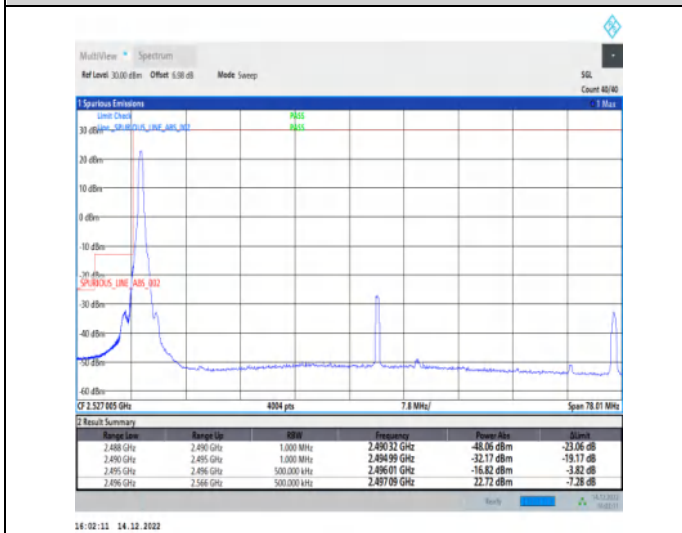 MultiView Spectrum
Ref Level 30.00 dBm Offset 6.98 dB Mode Sweep SGL
Count 40/40
1 Spurious Emissions 1 Max
Limit Check PASS
Line _SPURIOUS_LINE_ABS_002 PASS
30 dBm
20 dBm
10 dBm
0 dBm
-10 dBm
-20 dBm
SPURIOUS_LINE_ABS_002
-30 dBm
-40 dBm
-50 dBm
-60 dBm
CF 2.527 005 GHz 4004 pts 7.8 MHz/ Span 78.01 MHz
2 Result Summary
Range Low Range Up RBW Frequency Power Abs ΔLimit
2.488 GHz 2.490 GHz 1.000 MHz 2.490 32 GHz -48.06 dBm -23.06 dB
2.490 GHz 2.495 GHz 1.000 MHz 2.494 99 GHz -32.17 dBm -19.17 dB
2.495 GHz 2.496 GHz 500.000 kHz 2.496 01 GHz -16.82 dBm -3.82 dB
2.496 GHz 2.566 GHz 500.000 kHz 2.497 09 GHz 22.72 dBm -7.28 dB
Ready
16:02:11 14.12.2022